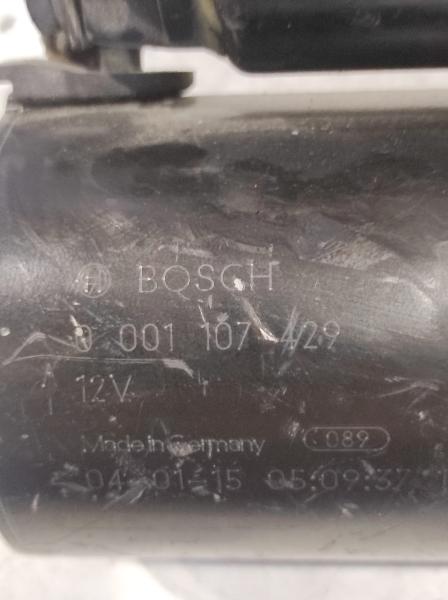 BOSCH
0 001 107 429
12V
Made in Germany 089
04-01-15 05:09:37